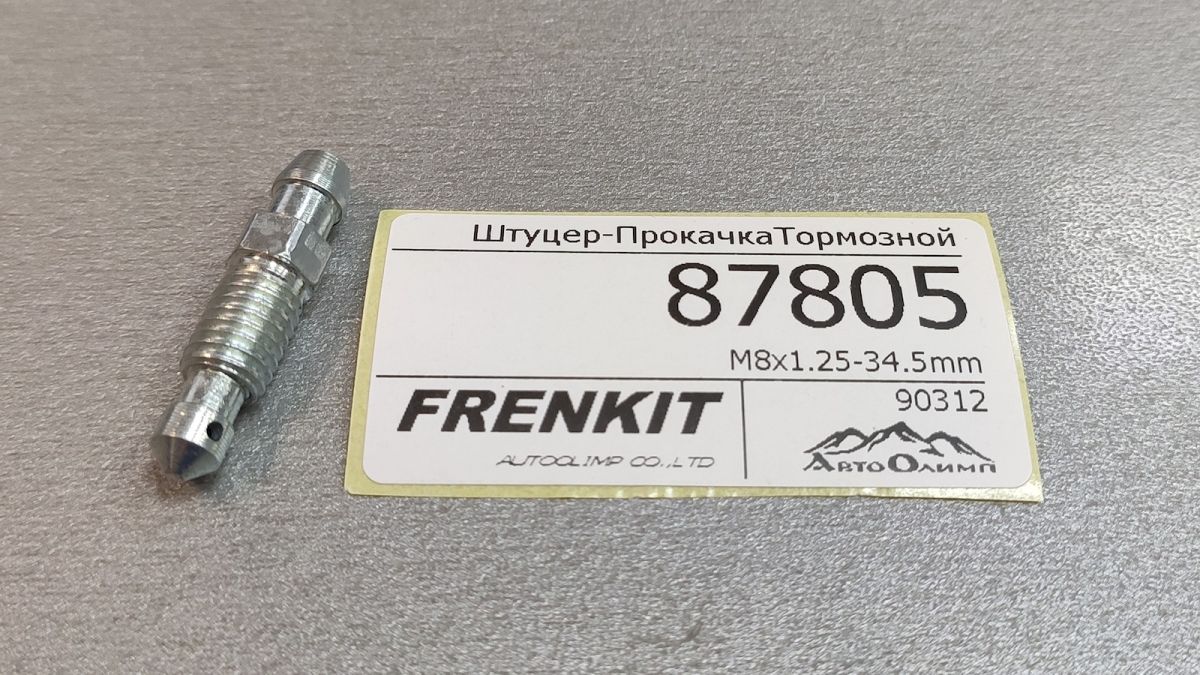 Штуцер-ПрокачкаТормозной
87805
M8x1.25-34.5mm
FRENKIT
AUTOOLIMP CO.,LTD
90312
АвтоОлимп